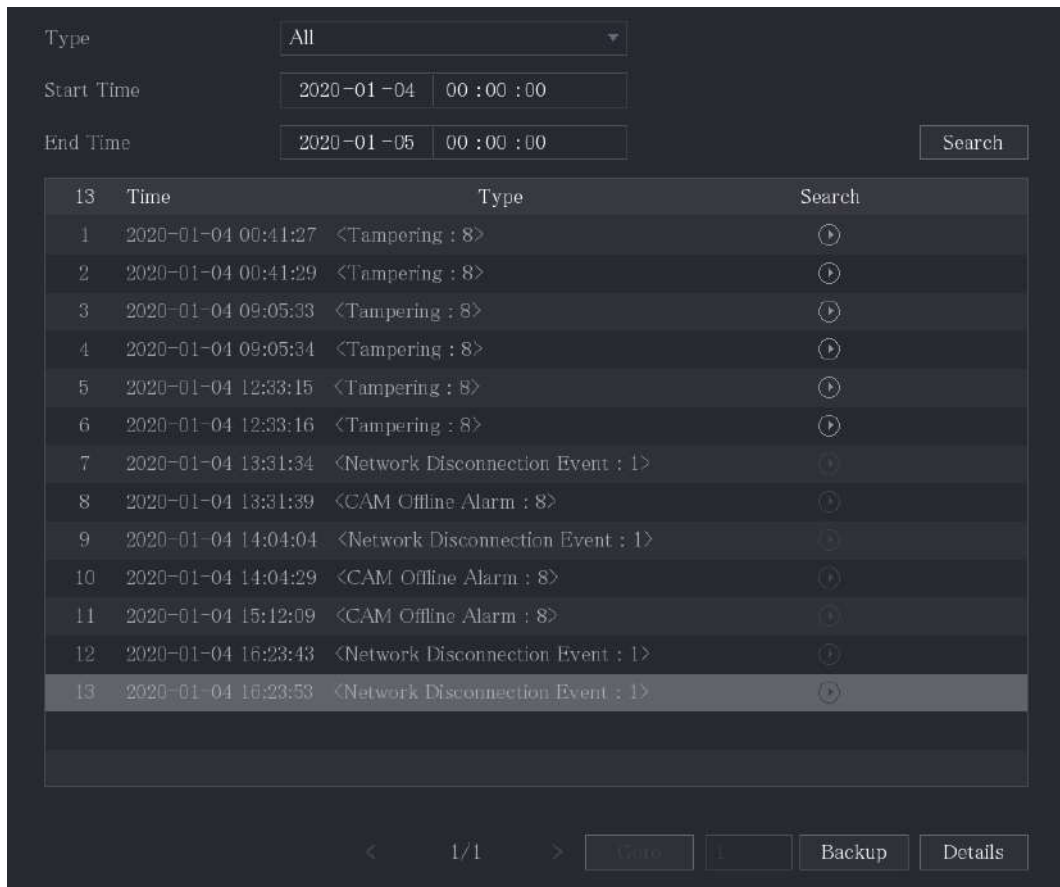 Type All
Start Time 2020-01-04 00:00:00
End Time 2020-01-05 00:00:00 Search
13 Time Type Search
1 2020-01-04 00:41:27 <Tampering : 8>
2 2020-01-04 00:41:29 <Tampering : 8>
3 2020-01-04 09:05:33 <Tampering : 8>
4 2020-01-04 09:05:34 <Tampering : 8>
5 2020-01-04 12:33:15 <Tampering : 8>
6 2020-01-04 12:33:16 <Tampering : 8>
7 2020-01-04 13:31:34 <Network Disconnection Event : 1>
8 2020-01-04 13:31:39 <CAM Offline Alarm : 8>
9 2020-01-04 14:04:04 <Network Disconnection Event : 1>
10 2020-01-04 14:04:29 <CAM Offline Alarm : 8>
11 2020-01-04 15:12:09 <CAM Offline Alarm : 8>
12 2020-01-04 16:23:43 <Network Disconnection Event : 1>
13 2020-01-04 16:23:53 <Network Disconnection Event : 1>
< 1/1 > Goto 1 Backup Details